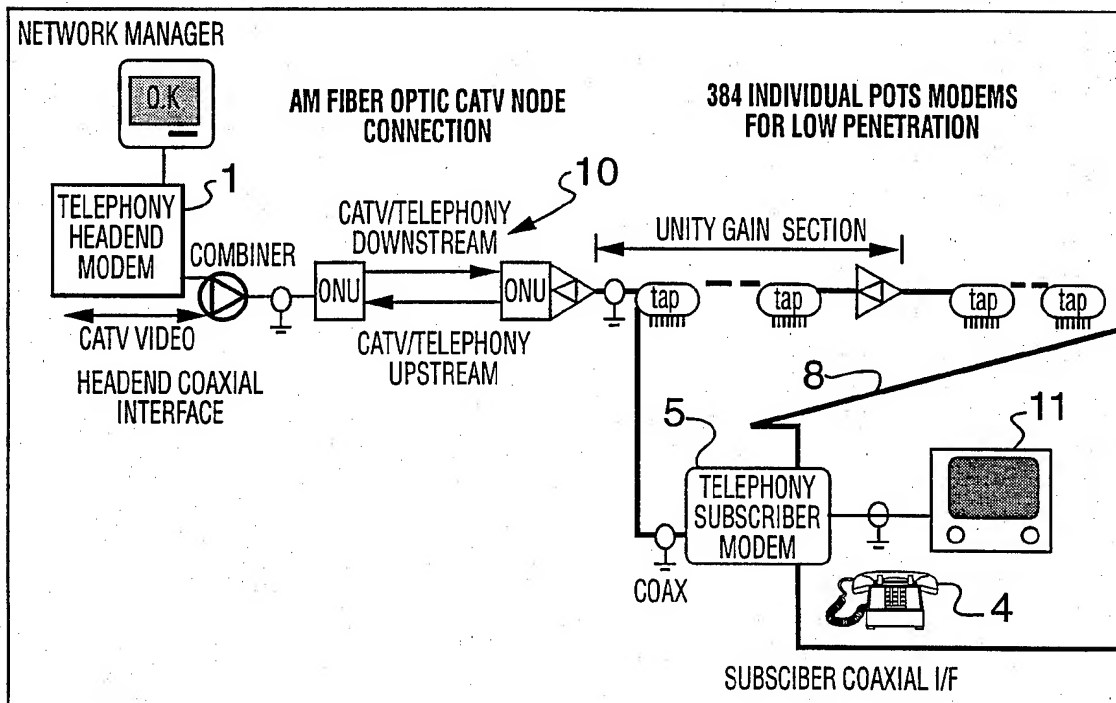 NETWORK MANAGER
O.K
AM FIBER OPTIC CATV NODE
CONNECTION
384 INDIVIDUAL POTS MODEMS
FOR LOW PENETRATION
1
TELEPHONY
HEADEND
MODEM
COMBINER
CATV/TELEPHONY
DOWNSTREAM
10
UNITY GAIN SECTION
ONU
ONU
tap
tap
tap
tap
CATV VIDEO
CATV/TELEPHONY
UPSTREAM
HEADEND COAXIAL
INTERFACE
8
5
11
TELEPHONY
SUBSCRIBER
MODEM
COAX
4
SUBSCIBER COAXIAL I/F